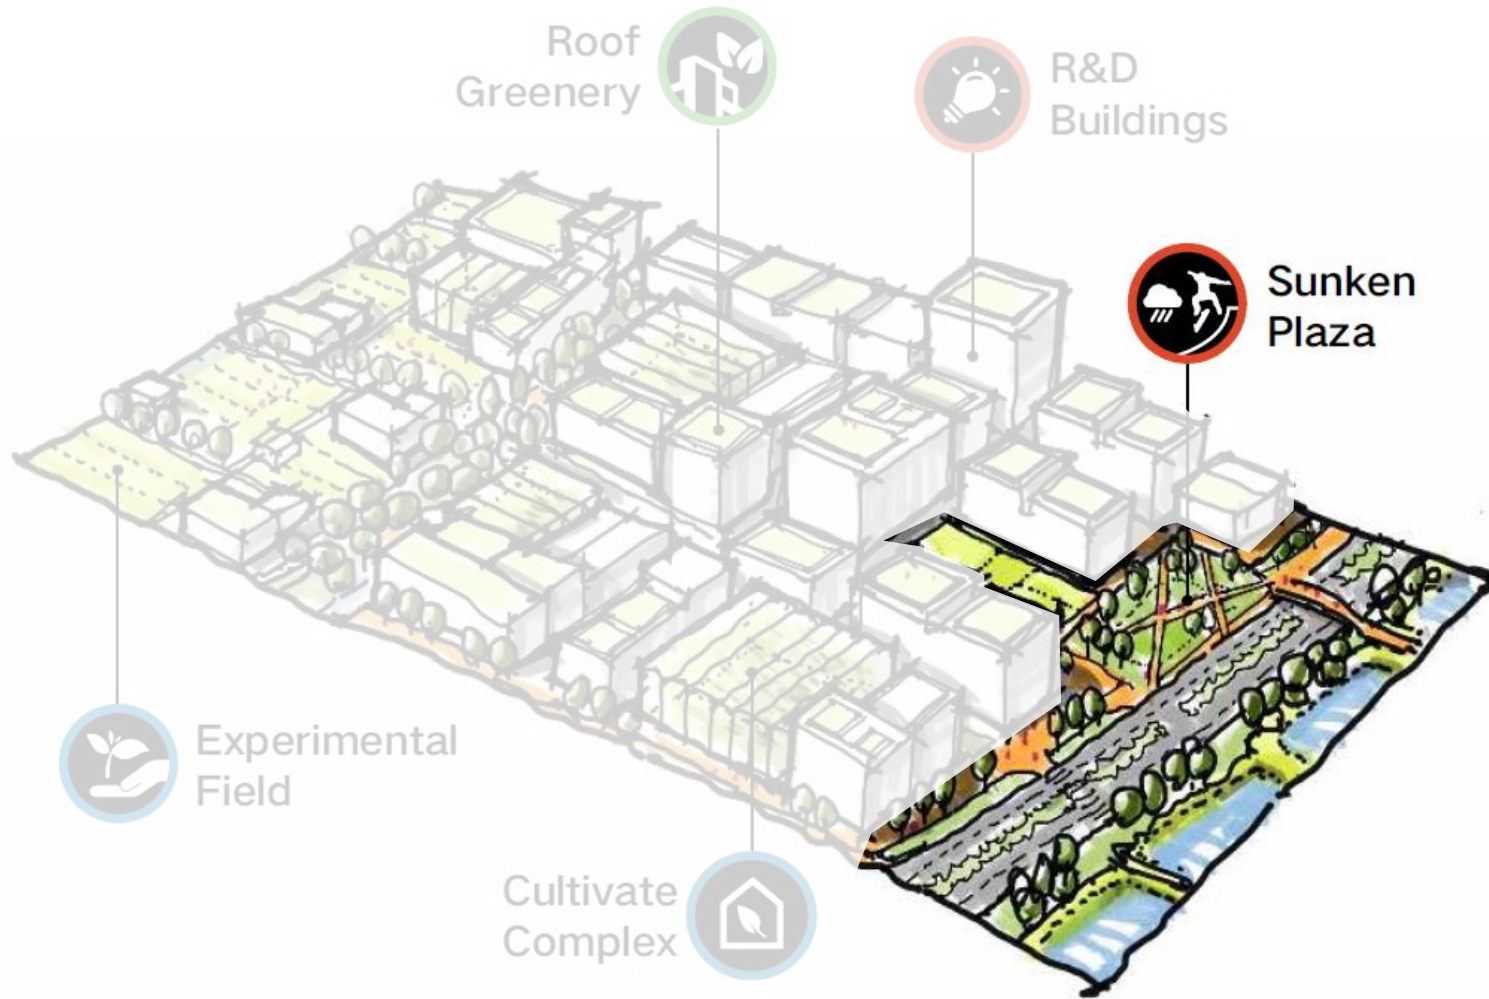 Roof
Greenery
R&D
Buildings
Sunken
Plaza
Experimental
Field
Cultivate
Complex